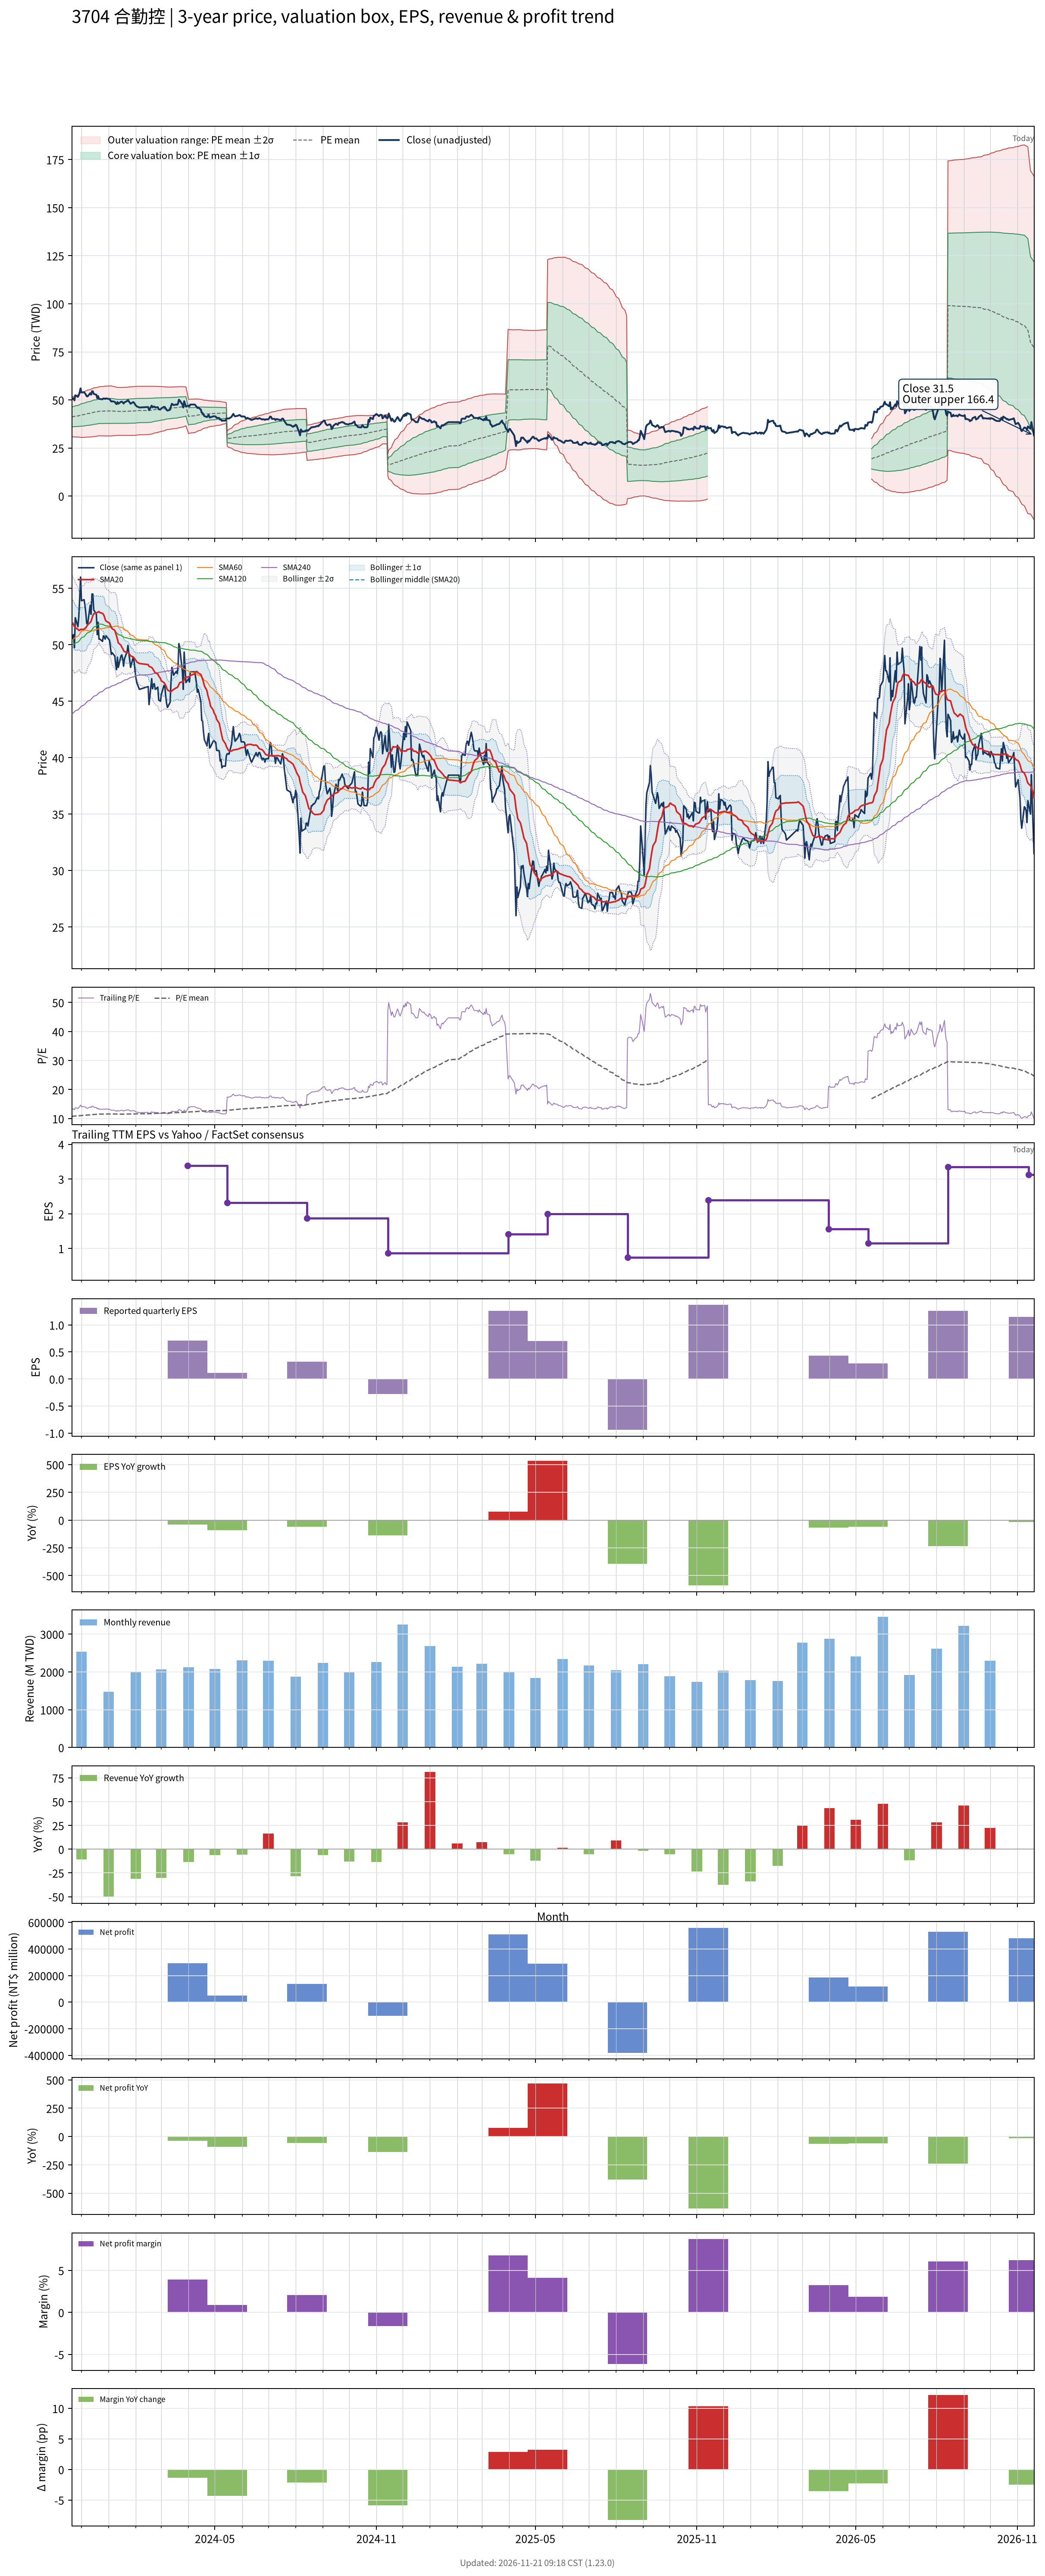 3704 合勤控 | 3-year price, valuation box, EPS, revenue & profit trend
Outer valuation range: PE mean ±2σ
PE mean
Close (unadjusted)
Core valuation box: PE mean ±1σ
Today
Price (TWD)
175
150
125
100
75
50
25
0
Close 31.5
Outer upper 166.4
Close (same as panel 1)
SMA20
SMA60
SMA120
SMA240
Bollinger ±2σ
Bollinger ±1σ
Bollinger middle (SMA20)
Price
55
50
45
40
35
30
25
Trailing P/E
P/E mean
P/E
50
40
30
20
10
Trailing TTM EPS vs Yahoo / FactSet consensus
Today
EPS
4
3
2
1
Reported quarterly EPS
EPS
1.0
0.5
0.0
-0.5
-1.0
EPS YoY growth
YoY (%)
500
250
0
-250
-500
Monthly revenue
Revenue (M TWD)
3000
2000
1000
0
Revenue YoY growth
YoY (%)
75
50
25
0
-25
-50
Month
Net profit
Net profit (NT$ million)
600000
400000
200000
0
-200000
-400000
Net profit YoY
YoY (%)
500
250
0
-250
-500
Net profit margin
Margin (%)
5
0
-5
Margin YoY change
Δ margin (pp)
10
5
0
-5
2024-05
2024-11
2025-05
2025-11
2026-05
2026-11
Updated: 2026-11-21 09:18 CST (1.23.0)